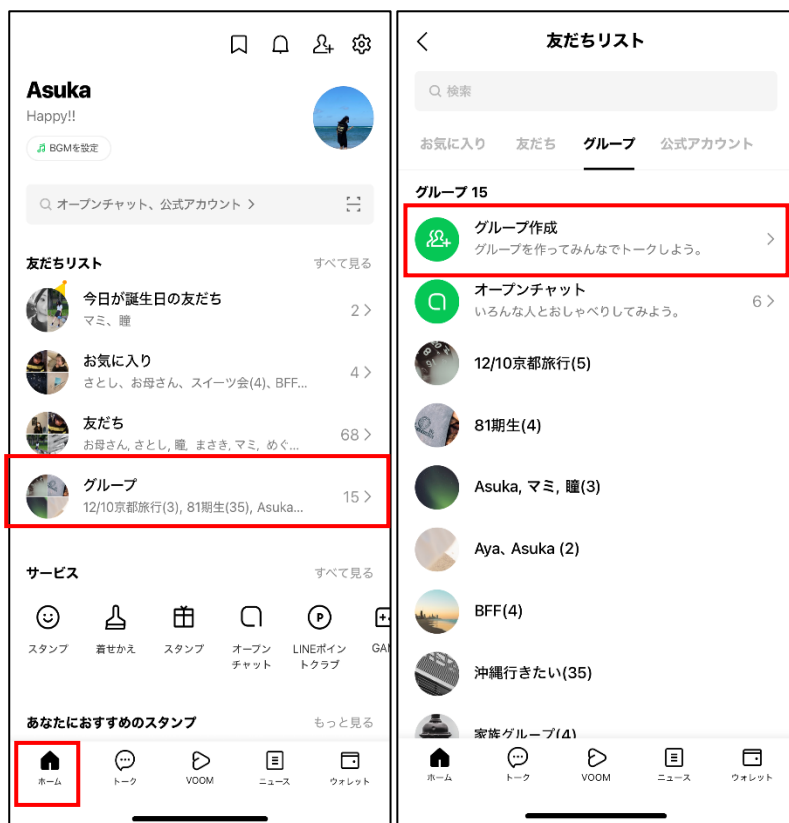 Asuka
Happy!!
BGMを設定
オープンチャット、公式アカウント
友だちリスト
すべて見る
今日が誕生日の友だち
マミ、瞳
2
お気に入り
さとし、お母さん、スイーツ会(4)、BFF...
4
友だち
お母さん, さとし, 瞳, まさき, マミ, めぐ...
68
グループ
12/10京都旅行(3), 81期生(35), Asuka...
15
サービス
すべて見る
スタンプ
着せかえ
スタンプ
オープン
チャット
LINEポイン
トクラブ
GA
あなたにおすすめのスタンプ
もっと見る
ホーム
トーク
VOOM
ニュース
ウォレット
友だちリスト
検索
お気に入り
友だち
グループ
公式アカウント
グループ 15
グループ作成
グループを作ってみんなでトークしよう。
オープンチャット
いろんな人とおしゃべりしてみよう。
6
12/10京都旅行(5)
81期生(4)
Asuka, マミ, 瞳(3)
Aya、Asuka (2)
BFF(4)
沖縄行きたい(35)
家族グループ(4)
ホーム
トーク
VOOM
ニュース
ウォレット